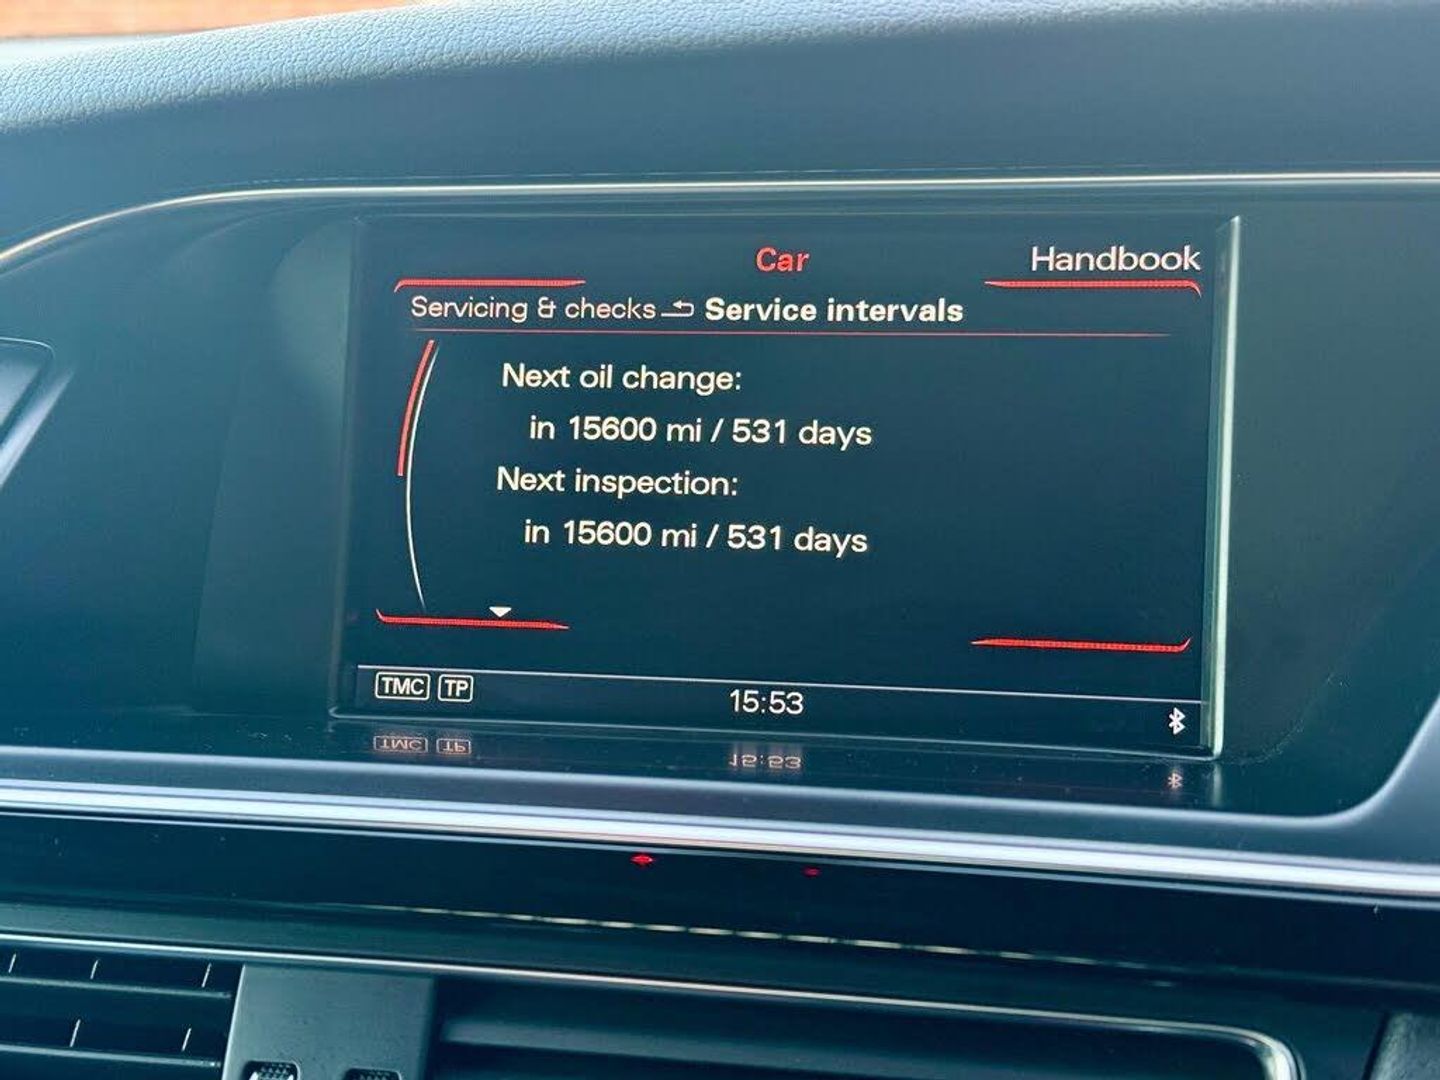 Car
Handbook
Servicing & checks Service intervals
Next oil change:
in 15600 mi / 531 days
Next inspection:
in 15600 mi / 531 days
TMC TP
15:53